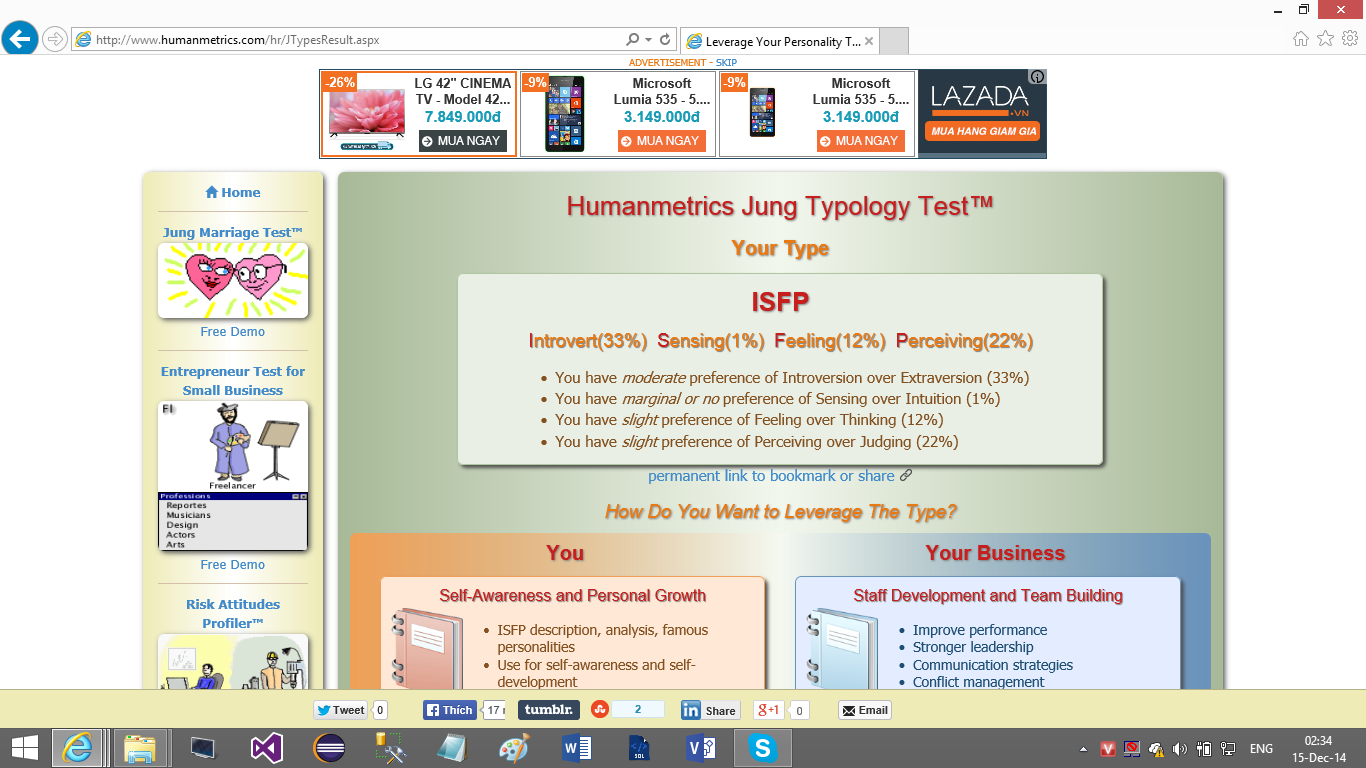 http://www.humanmetrics.com/hr/JTypesResult.aspx
Leverage Your Personality T...
ADVERTISEMENT - SKIP
-26%
LG 42" CINEMA
TV - Model 42...
7.849.000đ
MUA NGAY
-9%
Microsoft
Lumia 535 - 5....
3.149.000đ
MUA NGAY
-9%
Microsoft
Lumia 535 - 5....
3.149.000đ
MUA NGAY
LAZADA
.VN
MUA HANG GIAM GIA
Home
Jung Marriage Test™
Free Demo
Entrepreneur Test for
Small Business
FI
Freelancer
Professions
Reportes
Musicians
Design
Actors
Arts
Free Demo
Risk Attitudes
Profiler™
Humanmetrics Jung Typology Test™
Your Type
ISFP
Introvert(33%) Sensing(1%) Feeling(12%) Perceiving(22%)
• You have moderate preference of Introversion over Extraversion (33%)
• You have marginal or no preference of Sensing over Intuition (1%)
• You have slight preference of Feeling over Thinking (12%)
• You have slight preference of Perceiving over Judging (22%)
permanent link to bookmark or share
How Do You Want to Leverage The Type?
You
Self-Awareness and Personal Growth
• ISFP description, analysis, famous
personalities
• Use for self-awareness and self-
development
Your Business
Staff Development and Team Building
• Improve performance
• Stronger leadership
• Communication strategies
• Conflict management
Tweet 0
Thích 17
tumblr.
2
in Share
g+1 0
Email
ENG
02:34
15-Dec-14